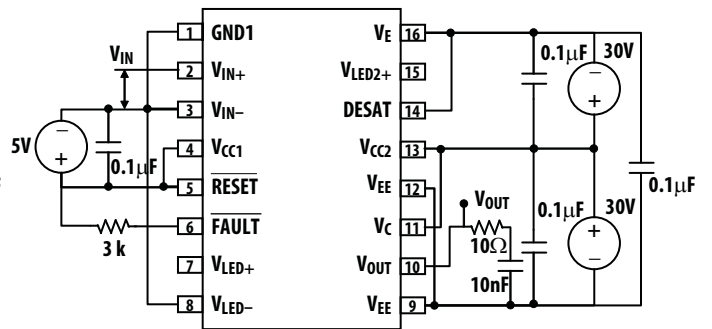 1 GND1
2 V_IN+
3 V_IN−
4 V_CC1
5 RESET
6 FAULT
7 V_LED+
8 V_LED−
V_E 16
V_LED2+ 15
DESAT 14
V_CC2 13
V_EE 12
V_C 11
V_OUT 10
V_EE 9
V_IN
5V
−
+
0.1µF
3 k
0.1µF
30V
−
+
0.1µF
V_OUT
10Ω
10nF
0.1µF
30V
+
−